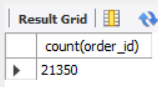 Result Grid
count(order_id)
21350